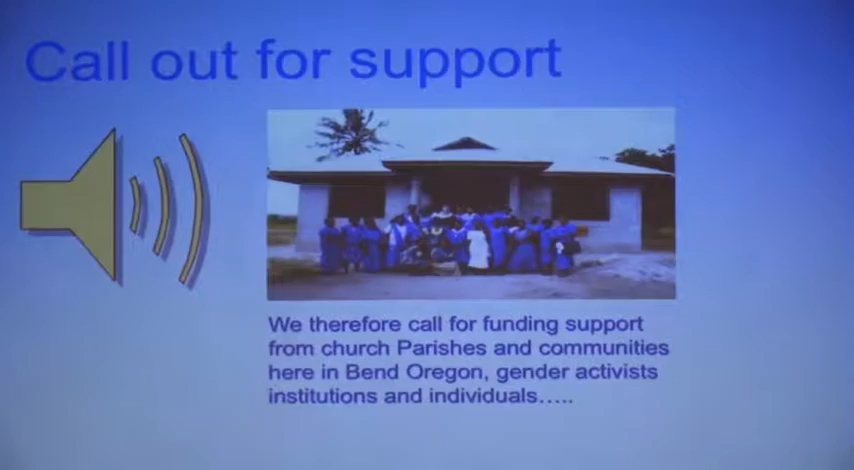 Call out for support
We therefore call for funding support
from church Parishes and communities
here in Bend Oregon, gender activists
institutions and individuals…..